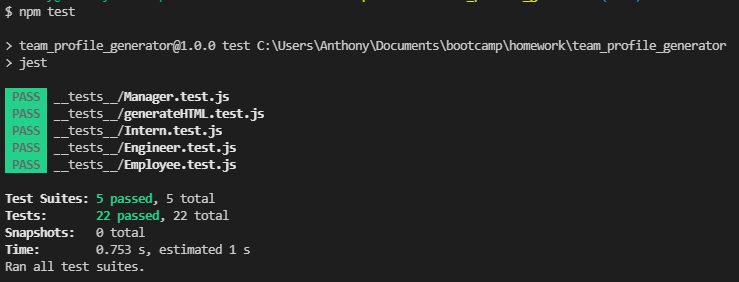 $ npm test
> team_profile_generator@1.0.0 test C:\Users\Anthony\Documents\bootcamp\homework\team_profile_generator
> jest
PASS __tests__/Manager.test.js
PASS __tests__/generateHTML.test.js
PASS __tests__/Intern.test.js
PASS __tests__/Engineer.test.js
PASS __tests__/Employee.test.js
Test Suites: 5 passed, 5 total
Tests: 22 passed, 22 total
Snapshots: 0 total
Time: 0.753 s, estimated 1 s
Ran all test suites.